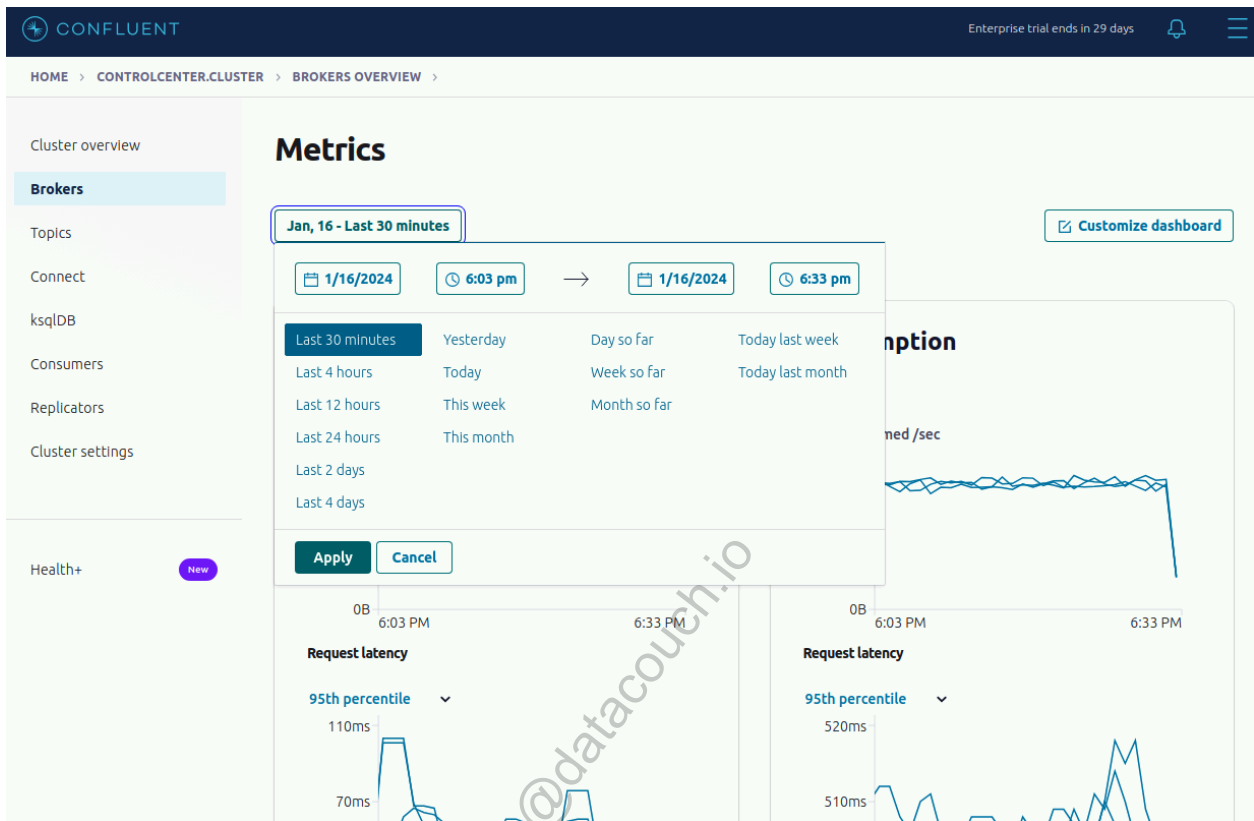 CONFLUENT
Enterprise trial ends in 29 days
HOME > CONTROLCENTER.CLUSTER > BROKERS OVERVIEW >
Cluster overview
Brokers
Topics
Connect
ksqlDB
Consumers
Replicators
Cluster settings
Health+
New
Metrics
Jan, 16 - Last 30 minutes
Customize dashboard
1/16/2024 6:03 pm → 1/16/2024 6:33 pm
Last 30 minutes Yesterday Day so far Today last week
Last 4 hours Today Week so far Today last month
Last 12 hours This week Month so far
Last 24 hours This month
Last 2 days
Last 4 days
Apply Cancel
0B
6:03 PM 6:33 PM
Request latency
95th percentile
110ms
70ms
mption
med /sec
0B
6:03 PM 6:33 PM
Request latency
95th percentile
520ms
510ms
@datacouch.io